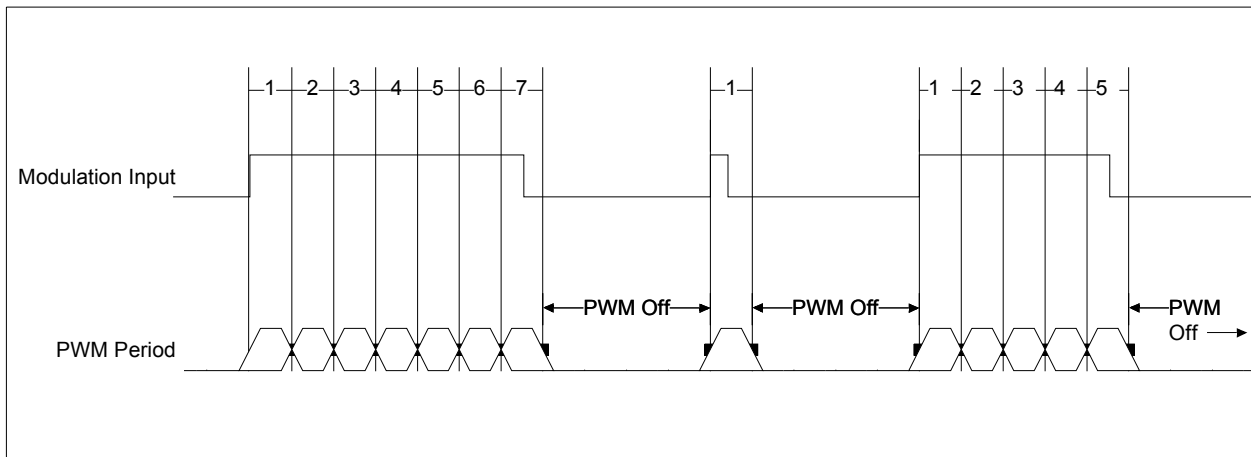 1 2 3 4 5 6 7 1 1 2 3 4 5
Modulation Input
PWM Off PWM Off PWM
Off
PWM Period